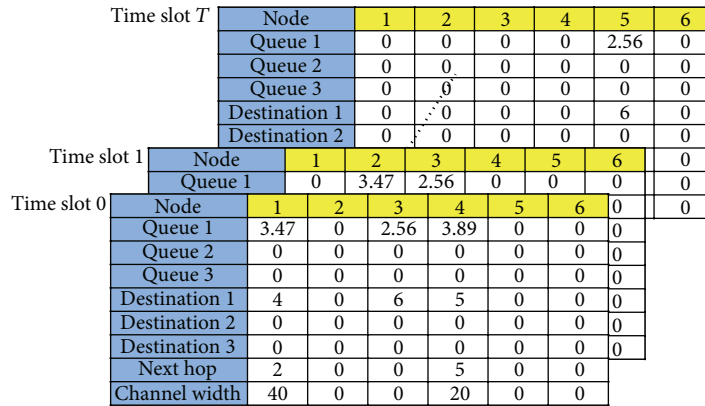 Time slot T Node 1 2 3 4 5 6
Queue 1 0 0 0 0 2.56 0
Queue 2 0 0 0 0 0 0
Queue 3 0 0 0 0 0 0
Destination 1 0 0 0 0 6 0
Destination 2 0 0 0 0 0 0
Time slot 1 Node 1 2 3 4 5 6 0
Queue 1 0 3.47 2.56 0 0 0 0
Time slot 0 Node 1 2 3 4 5 6 0 0
Queue 1 3.47 0 2.56 3.89 0 0 0
Queue 2 0 0 0 0 0 0 0
Queue 3 0 0 0 0 0 0 0
Destination 1 4 0 6 5 0 0 0
Destination 2 0 0 0 0 0 0 0
Destination 3 0 0 0 0 0 0 0
Next hop 2 0 0 5 0 0
Channel width 40 0 0 20 0 0